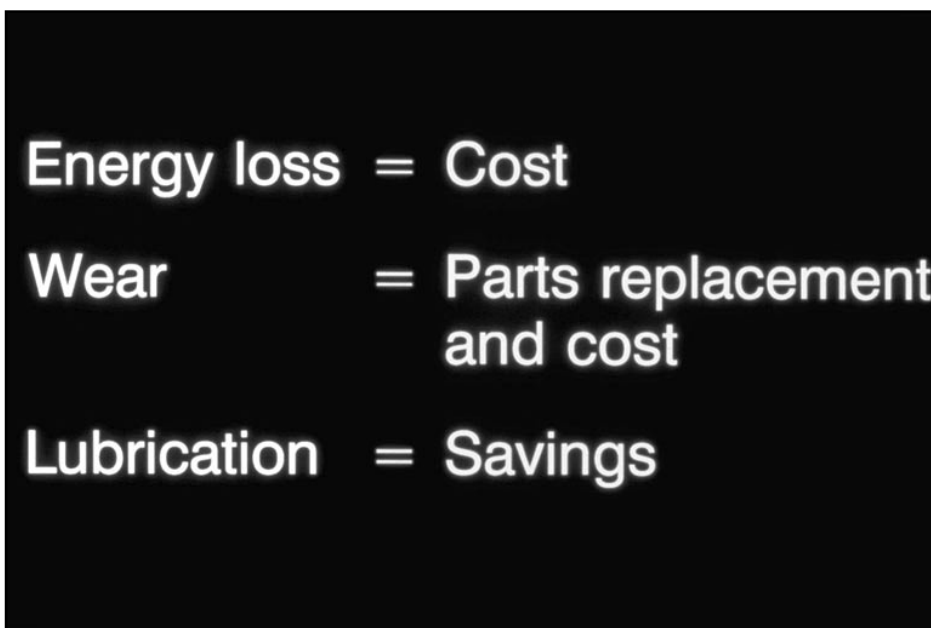 Energy loss = Cost
Wear = Parts replacement
and cost
Lubrication = Savings